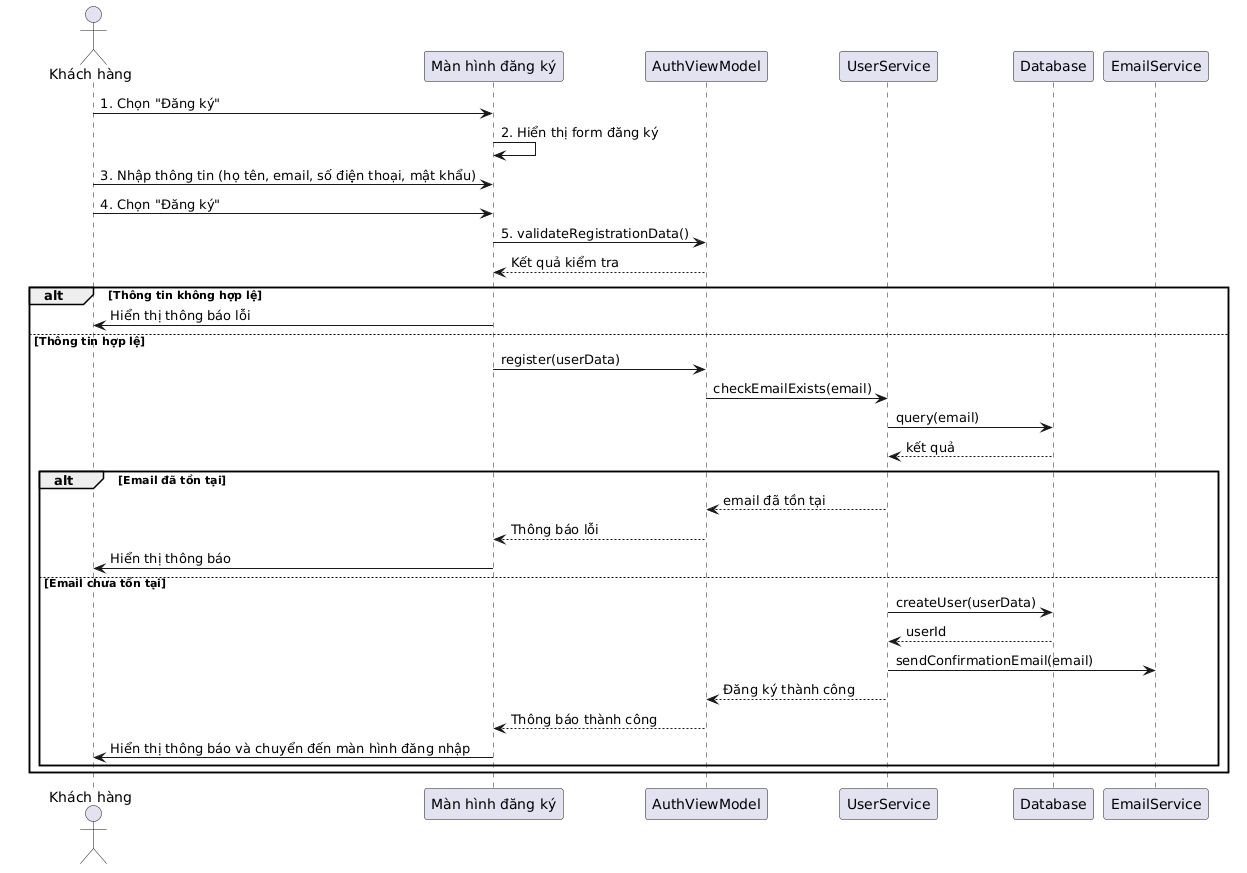 Khách hàng
Màn hình đăng ký
AuthViewModel
UserService
Database
EmailService
1. Chọn "Đăng ký"
2. Hiển thị form đăng ký
3. Nhập thông tin (họ tên, email, số điện thoại, mật khẩu)
4. Chọn "Đăng ký"
5. validateRegistrationData()
Kết quả kiểm tra
alt [Thông tin không hợp lệ]
Hiển thị thông báo lỗi
[Thông tin hợp lệ]
register(userData)
checkEmailExists(email)
query(email)
kết quả
alt [Email đã tồn tại]
email đã tồn tại
Thông báo lỗi
Hiển thị thông báo
[Email chưa tồn tại]
createUser(userData)
userId
sendConfirmationEmail(email)
Đăng ký thành công
Thông báo thành công
Hiển thị thông báo và chuyển đến màn hình đăng nhập
Khách hàng
Màn hình đăng ký
AuthViewModel
UserService
Database
EmailService